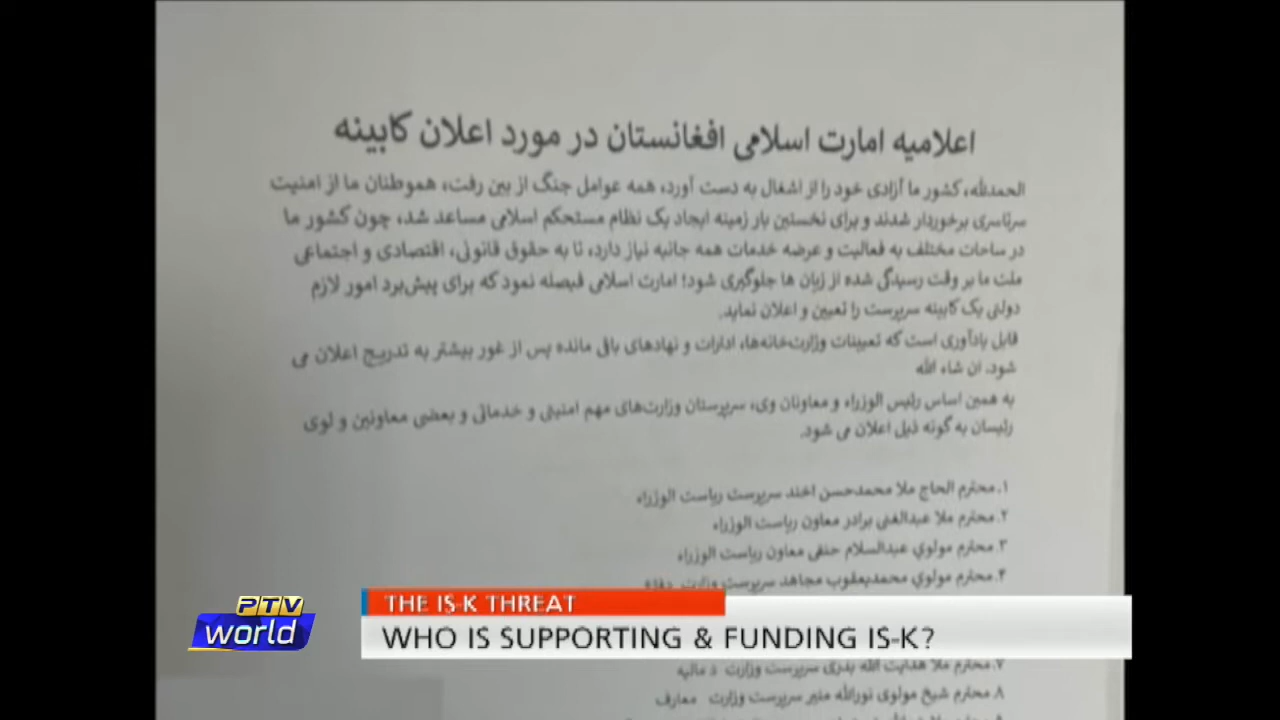 اعلامیه امارت اسلامی افغانستان در مورد اعلان کابینه
الحمدلله، کشور ما آزادی خود را از اشغال به دست آورد، همه عوامل جنگ از بین رفت، هموطنان ما از امنیت
سرتاسری برخوردار شدند و برای نخستین بار زمینه ایجاد یک نظام مستحکم اسلامی مساعد شد، چون کشور ما
در ساحات مختلف به فعالیت و عرضه خدمات همه جانبه نیاز دارد، تا به حقوق قانونی، اقتصادی و اجتماعی
ملت ما بر وقت رسیدگی شده از زیان ها جلوگیری شود؛ امارت اسلامی فیصله نمود که برای پیش‌برد امور لازم
دولتی یک کابینه سرپرست را تعیین و اعلان نماید.
قابل یادآوری است که تعیینات وزارت‌خانه‌ها، ادارات و نهادهای باقی مانده پس از غور بیشتر به تدریج اعلان می
شود. ان شاء الله
به همین اساس رئیس الوزراء و معاونان وی، سرپرستان وزارت‌های مهم امنیتی و خدماتی و بعضی معاونین و لوی
رئیسان به گونه ذیل اعلان می شود.
۱. محترم الحاج ملا محمدحسن اخند سرپرست ریاست الوزراء
۲. محترم ملا عبدالغنی برادر معاون ریاست الوزراء
۳. محترم مولوي عبدالسلام حنفی معاون ریاست الوزراء
۴. محترم مولوي محمدیعقوب مجاهد سرپرست وزارت دفاع
THE IS-K THREAT
PTV world
WHO IS SUPPORTING & FUNDING IS-K?
۷. محترم ملا هدایت الله بدری سرپرست وزارت د مالیه
۸. محترم شیخ مولوی نورالله منیر سرپرست وزارت معارف